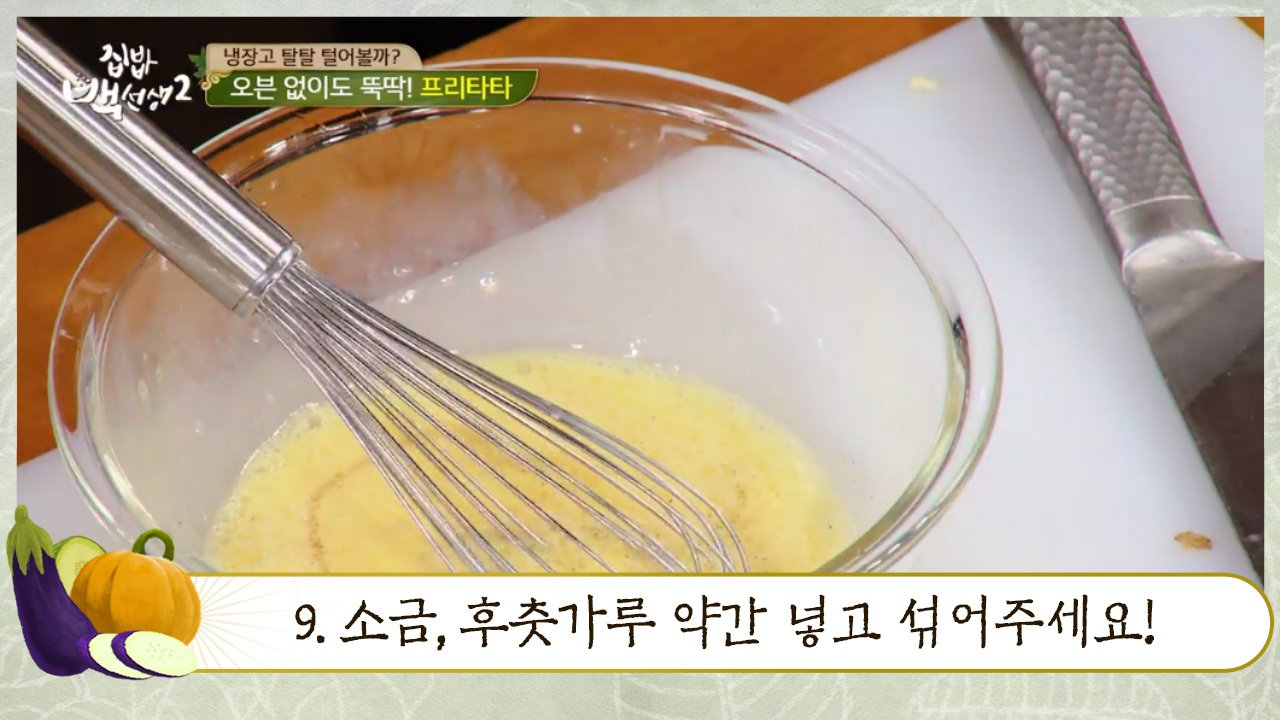 집밥
백선생2
냉장고 탈탈 털어볼까?
오븐 없이도 뚝딱! 프리타타
9. 소금, 후춧가루 약간 넣고 섞어주세요!